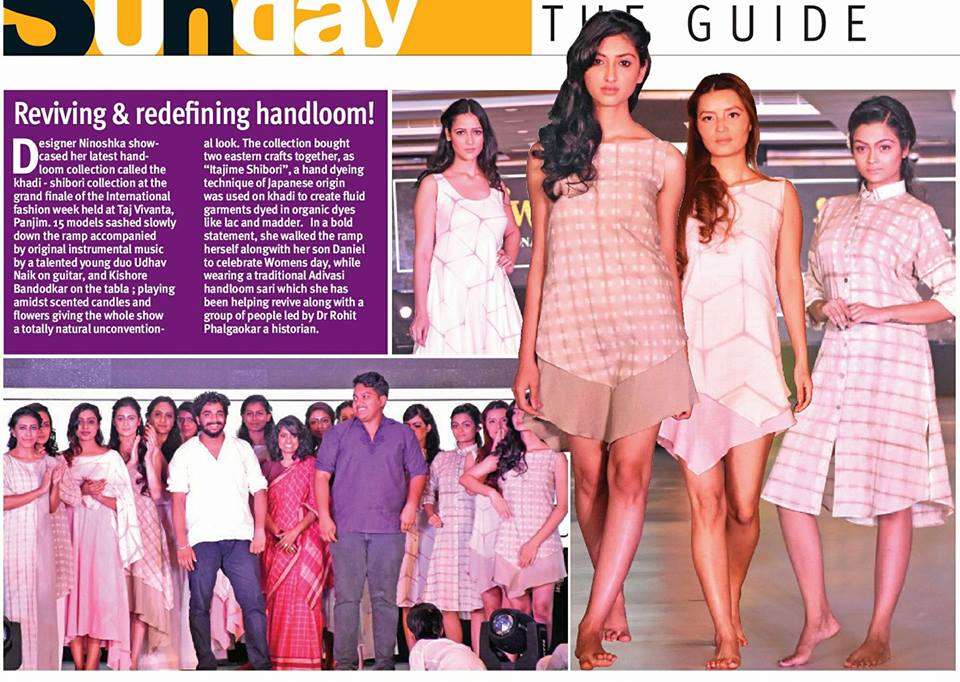 Sunday
THE GUIDE
Reviving & redefining handloom!
Designer Ninoshka show-
cased her latest hand-
loom collection called the
khadi - shibori collection at the
grand finale of the International
fashion week held at Taj Vivanta,
Panjim. 15 models sashed slowly
down the ramp accompanied
by original instrumental music
by a talented young duo Udhav
Naik on guitar, and Kishore
Bandodkar on the tabla ; playing
amidst scented candles and
flowers giving the whole show
a totally natural unconvention-
al look. The collection bought
two eastern crafts together, as
“Itajime Shibori”, a hand dyeing
technique of Japanese origin
was used on khadi to create fluid
garments dyed in organic dyes
like lac and madder. In a bold
statement, she walked the ramp
herself alongwith her son Daniel
to celebrate Womens day, while
wearing a traditional Adivasi
handloom sari which she has
been helping revive along with a
group of people led by Dr Rohit
Phalgaokar a historian.